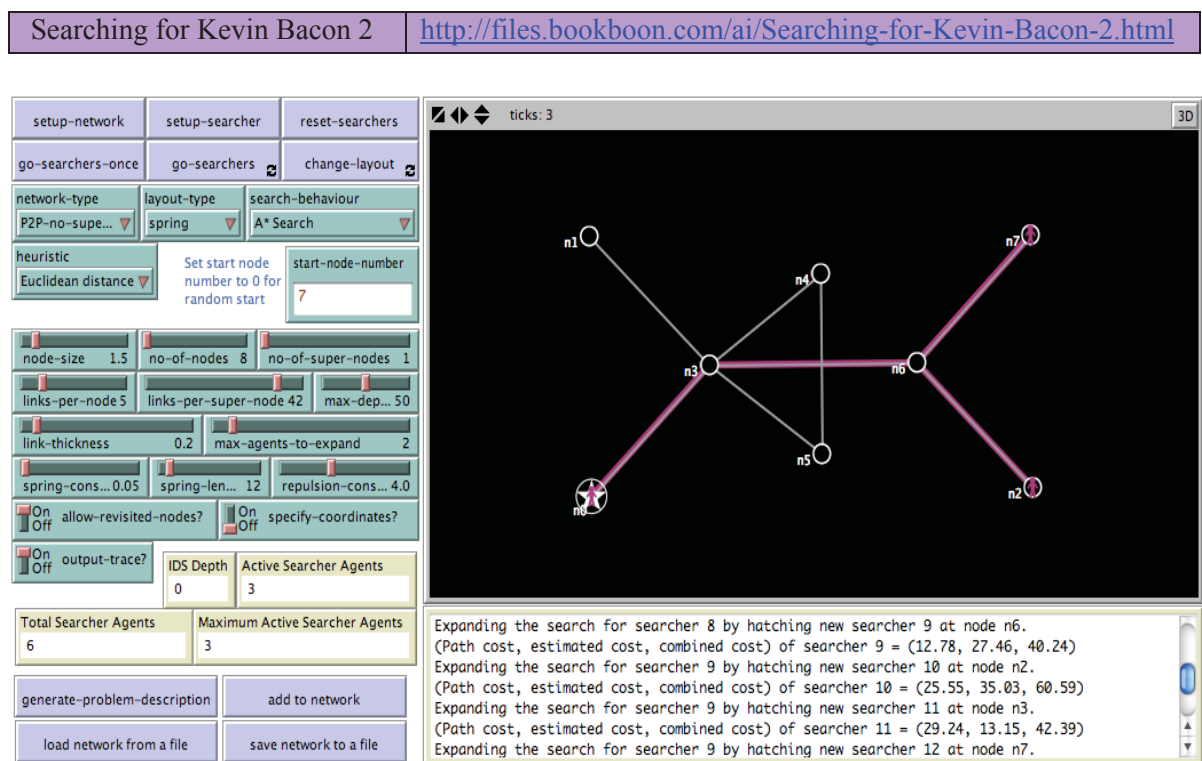 Searching for Kevin Bacon 2 http://files.bookboon.com/ai/Searching-for-Kevin-Bacon-2.html
setup-network setup-searcher reset-searchers
go-searchers-once go-searchers change-layout
network-type layout-type search-behaviour
P2P-no-supe... spring A* Search
heuristic
Euclidean distance
Set start node
number to 0 for
random start
start-node-number
7
node-size 1.5 no-of-nodes 8 no-of-super-nodes 1
links-per-node 5 links-per-super-node 42 max-dep... 50
link-thickness 0.2 max-agents-to-expand 2
spring-cons... 0.05 spring-len... 12 repulsion-cons... 4.0
On
Off
allow-revisited-nodes?
On
Off
specify-coordinates?
On
Off
output-trace?
IDS Depth
0
Active Searcher Agents
3
Total Searcher Agents
6
Maximum Active Searcher Agents
3
generate-problem-description add to network
load network from a file save network to a file
ticks: 3 3D
n1
n7
n4
n3
n6
n5
n2
n0
Expanding the search for searcher 8 by hatching new searcher 9 at node n6.
(Path cost, estimated cost, combined cost) of searcher 9 = (12.78, 27.46, 40.24)
Expanding the search for searcher 9 by hatching new searcher 10 at node n2.
(Path cost, estimated cost, combined cost) of searcher 10 = (25.55, 35.03, 60.59)
Expanding the search for searcher 9 by hatching new searcher 11 at node n3.
(Path cost, estimated cost, combined cost) of searcher 11 = (29.24, 13.15, 42.39)
Expanding the search for searcher 9 by hatching new searcher 12 at node n7.